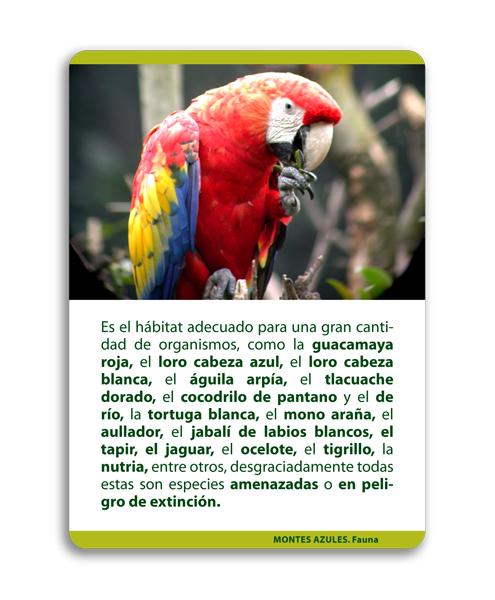 Es el hábitat adecuado para una gran canti-
dad de organismos, como la guacamaya
roja, el loro cabeza azul, el loro cabeza
blanca, el águila arpía, el tlacuache
dorado, el cocodrilo de pantano y el de
río, la tortuga blanca, el mono araña, el
aullador, el jabalí de labios blancos, el
tapir, el jaguar, el ocelote, el tigrillo, la
nutria, entre otros, desgraciadamente todas
estas son especies amenazadas o en peli-
gro de extinción.
MONTES AZULES. Fauna